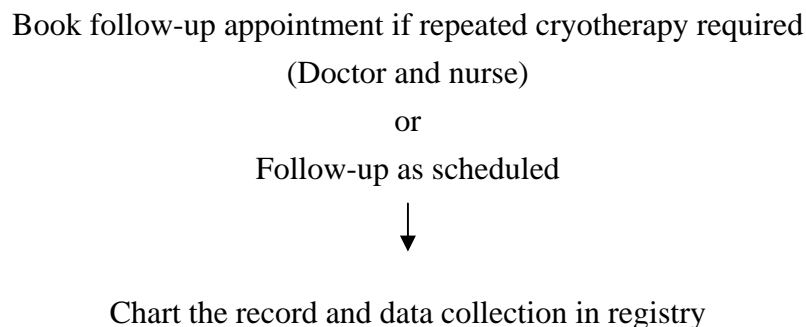 Book follow-up appointment if repeated cryotherapy required
(Doctor and nurse)
or
Follow-up as scheduled
Chart the record and data collection in registry